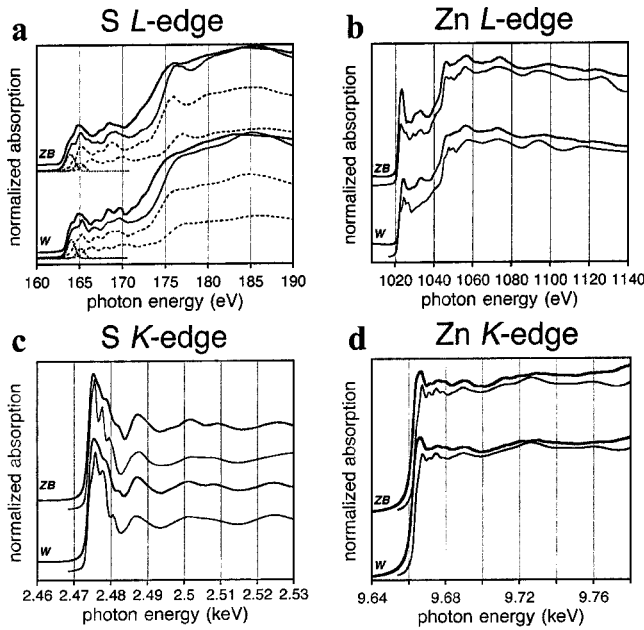 a
S L-edge
normalized absorption
ZB
W
160 165 170 175 180 185 190
photon energy (eV)
b
Zn L-edge
normalized absorption
ZB
W
1020 1040 1060 1080 1100 1120 1140
photon energy (eV)
c
S K-edge
normalized absorption
ZB
W
2.46 2.47 2.48 2.49 2.5 2.51 2.52 2.53
photon energy (keV)
d
Zn K-edge
normalized absorption
ZB
W
9.64 9.68 9.72 9.76
photon energy (keV)